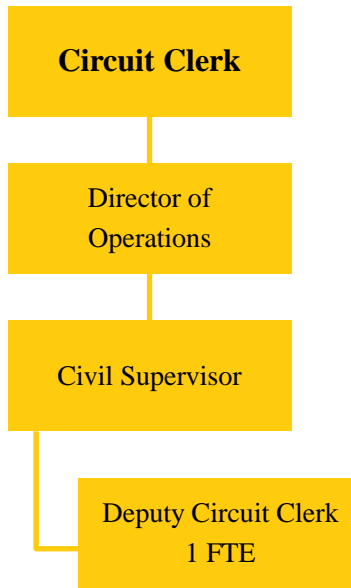 Circuit Clerk
Director of
Operations
Civil Supervisor
Deputy Circuit Clerk
1 FTE